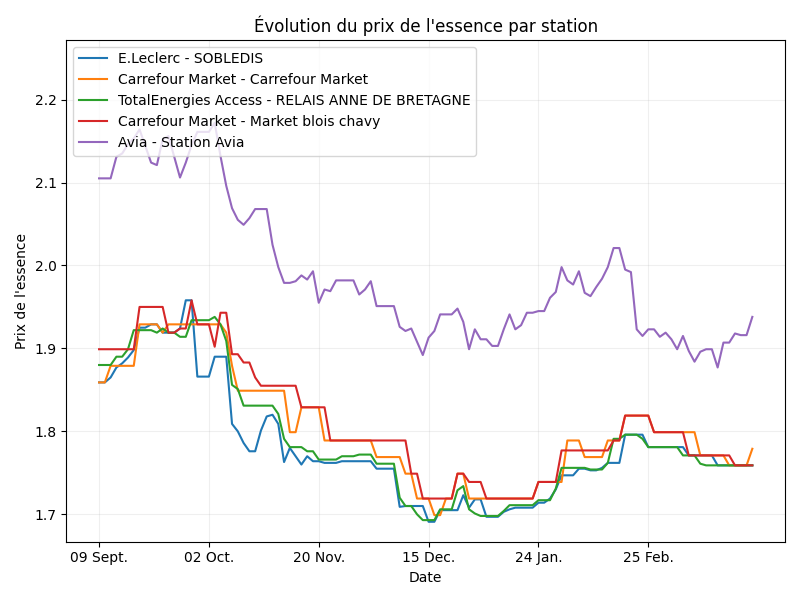 Évolution du prix de l'essence par station
E.Leclerc - SOBLEDIS
Carrefour Market - Carrefour Market
TotalEnergies Access - RELAIS ANNE DE BRETAGNE
Carrefour Market - Market blois chavy
Avia - Station Avia
Prix de l'essence
2.2
2.1
2.0
1.9
1.8
1.7
09 Sept. 02 Oct. 20 Nov. 15 Dec. 24 Jan. 25 Feb.
Date